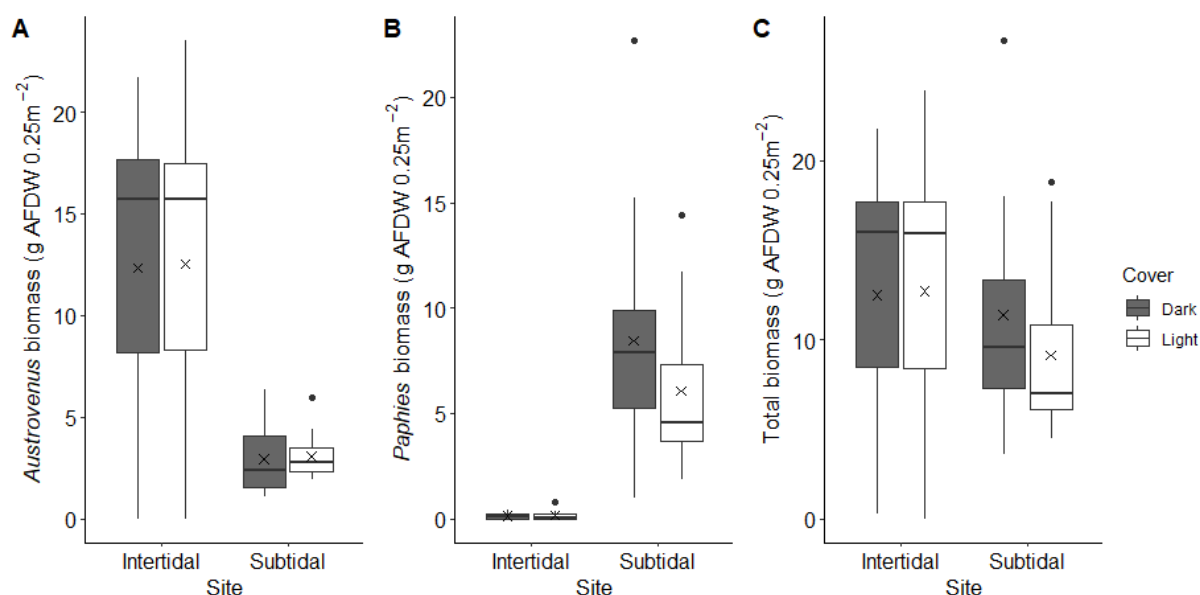 A
Austrovenus biomass (g AFDW 0.25m⁻²)
20
15
10
5
0
Intertidal Subtidal
Site
B
Paphies biomass (g AFDW 0.25m⁻²)
20
15
10
5
0
Intertidal Subtidal
Site
C
Total biomass (g AFDW 0.25m⁻²)
20
10
0
Intertidal Subtidal
Site
Cover
Dark
Light